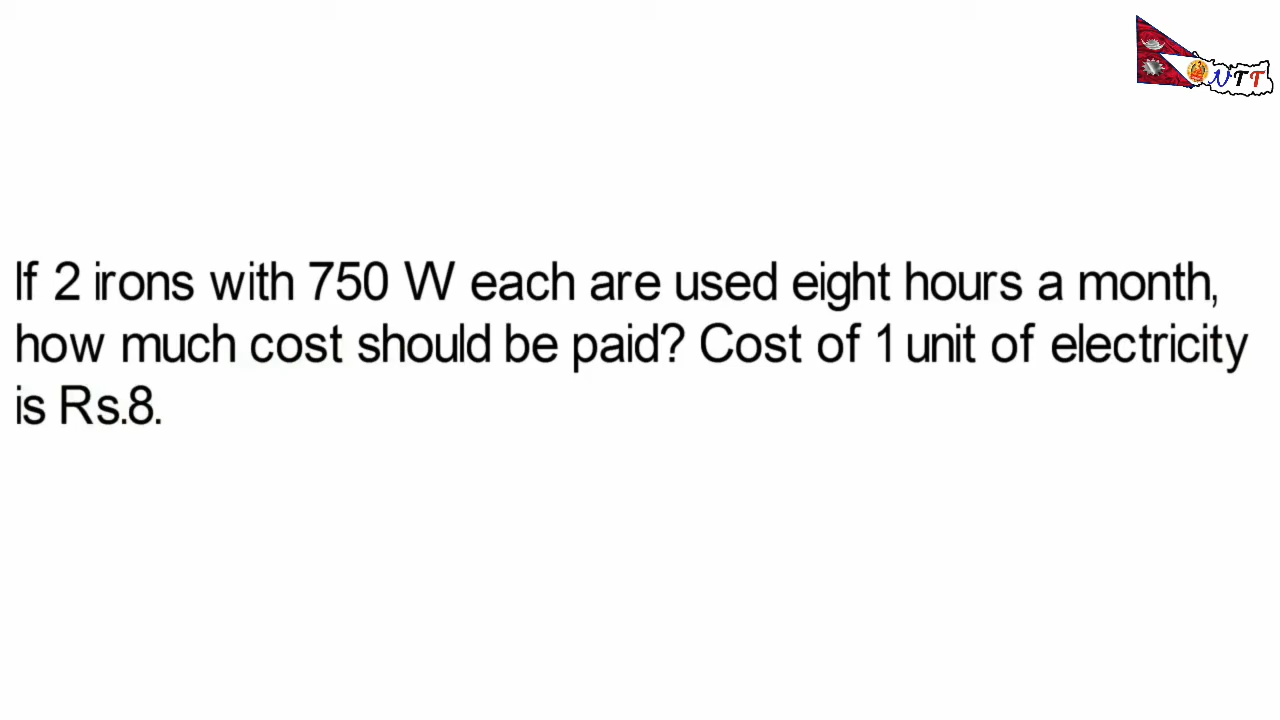 NTT
If 2 irons with 750 W each are used eight hours a month,
how much cost should be paid? Cost of 1 unit of electricity
is Rs.8.